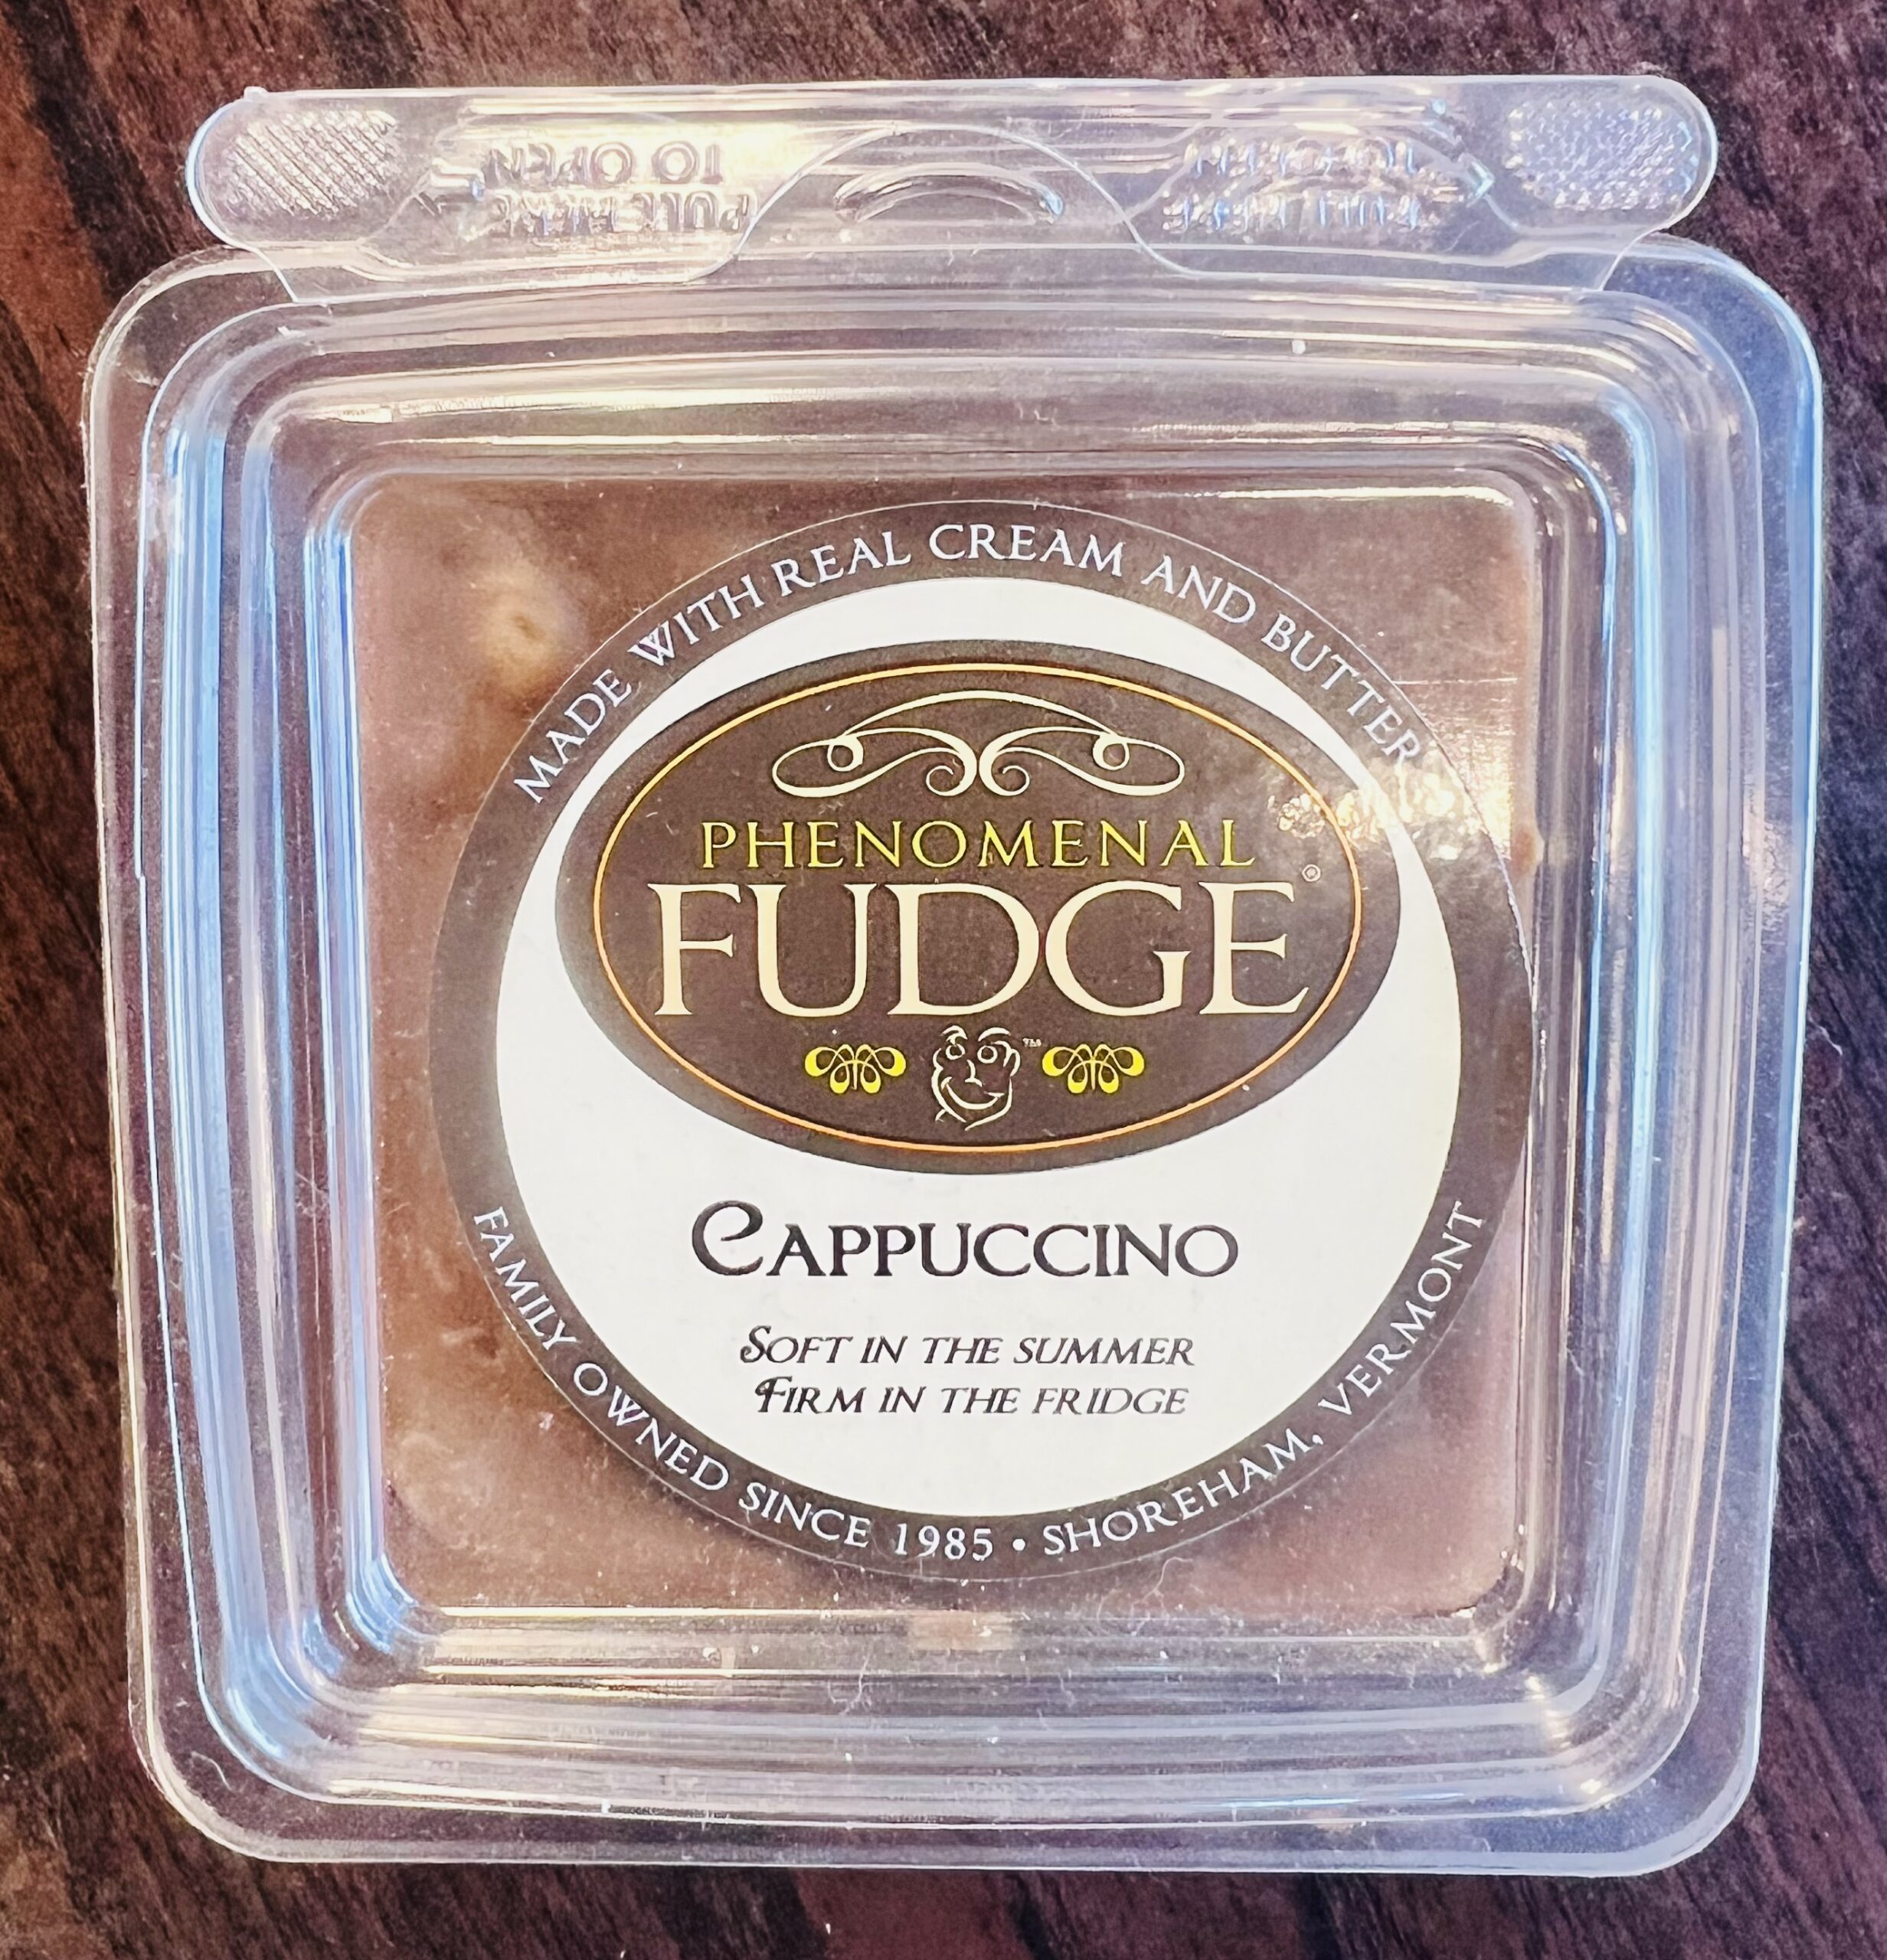 PULL HERE
TO OPEN
PULL HERE
TO OPEN
MADE WITH REAL CREAM AND BUTTER
PHENOMENAL
FUDGE®
TM
CAPPUCCINO
SOFT IN THE SUMMER
FIRM IN THE FRIDGE
FAMILY OWNED SINCE 1985 • SHOREHAM, VERMONT